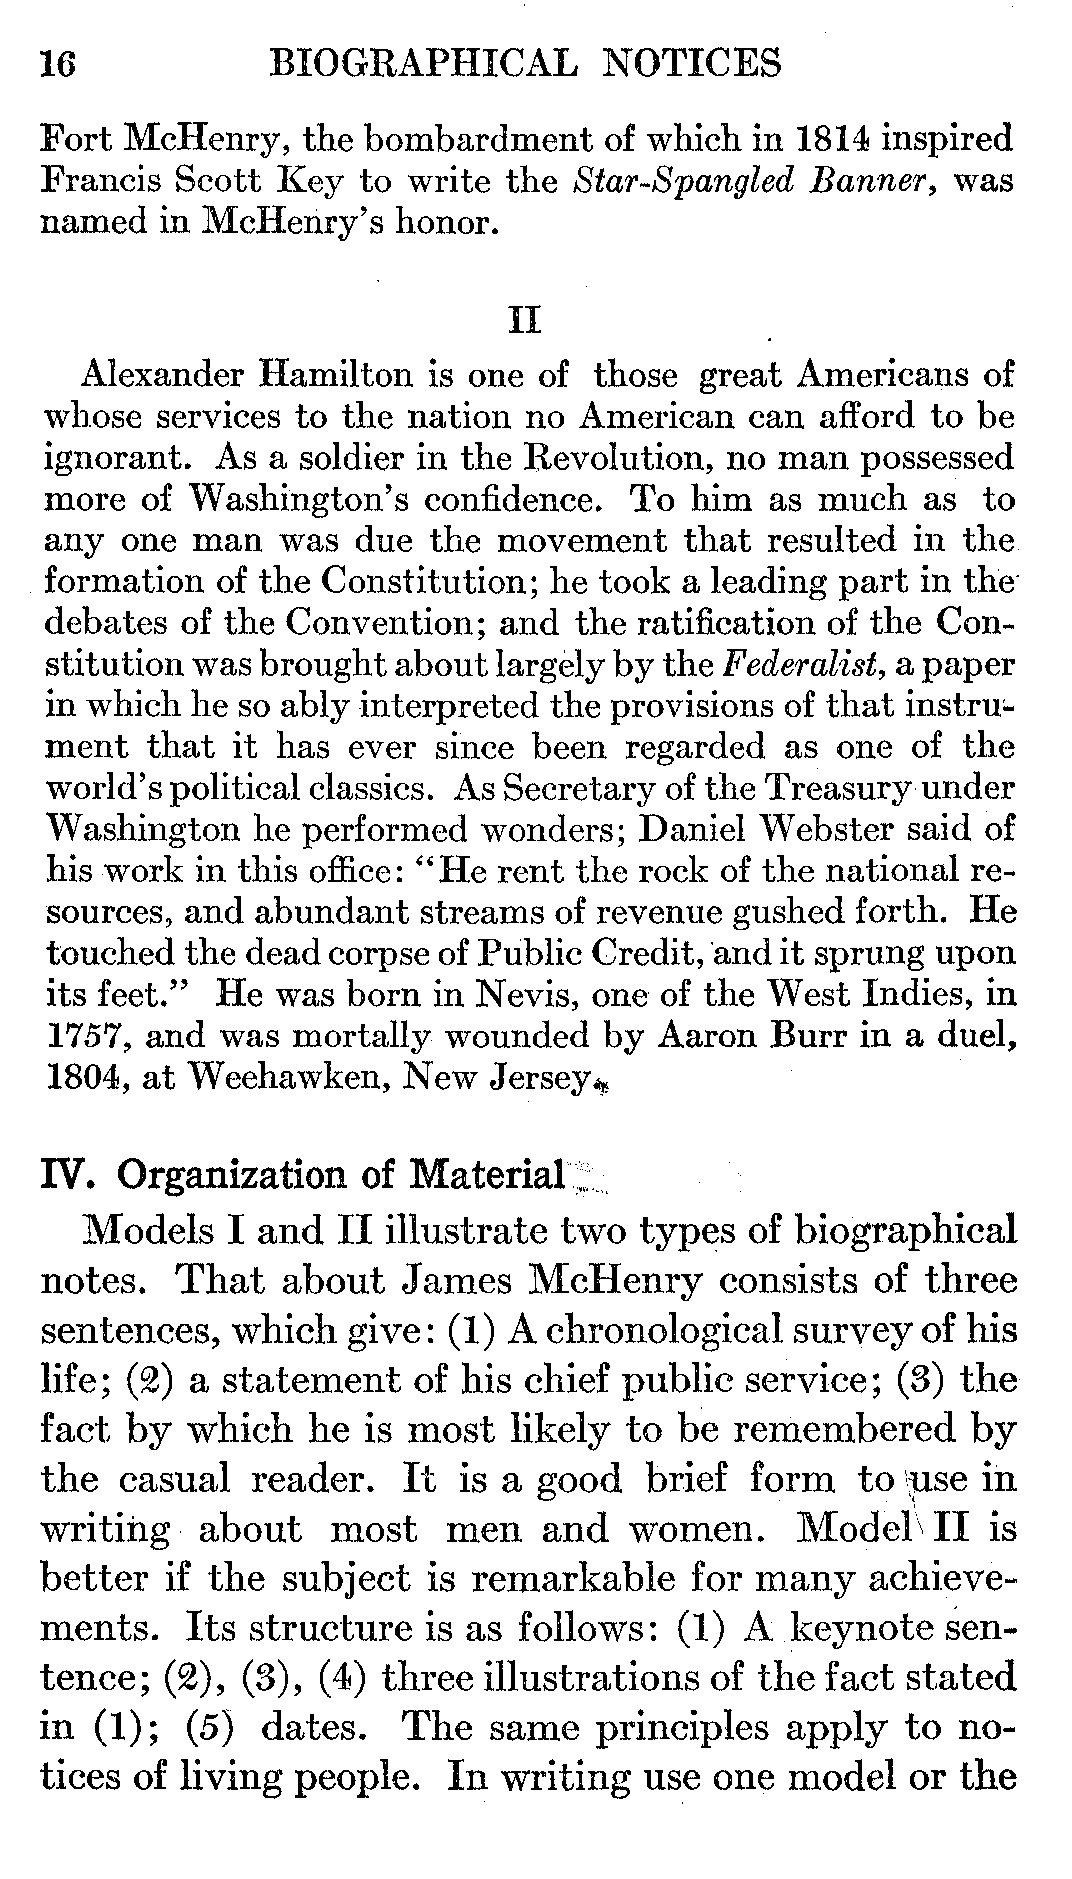 16 BIOGRAPHICAL NOTICES
Fort McHenry, the bombardment of which in 1814 inspired
Francis Scott Key to write the Star-Spangled Banner, was
named in McHenry's honor.
II
Alexander Hamilton is one of those great Americans of
whose services to the nation no American can afford to be
ignorant. As a soldier in the Revolution, no man possessed
more of Washington's confidence. To him as much as to
any one man was due the movement that resulted in the
formation of the Constitution; he took a leading part in the
debates of the Convention; and the ratification of the Con-
stitution was brought about largely by the Federalist, a paper
in which he so ably interpreted the provisions of that instru-
ment that it has ever since been regarded as one of the
world's political classics. As Secretary of the Treasury under
Washington he performed wonders; Daniel Webster said of
his work in this office: "He rent the rock of the national re-
sources, and abundant streams of revenue gushed forth. He
touched the dead corpse of Public Credit, and it sprung upon
its feet." He was born in Nevis, one of the West Indies, in
1757, and was mortally wounded by Aaron Burr in a duel,
1804, at Weehawken, New Jersey.
IV. Organization of Material
Models I and II illustrate two types of biographical
notes. That about James McHenry consists of three
sentences, which give: (1) A chronological survey of his
life; (2) a statement of his chief public service; (3) the
fact by which he is most likely to be remembered by
the casual reader. It is a good brief form to use in
writing about most men and women. Model II is
better if the subject is remarkable for many achieve-
ments. Its structure is as follows: (1) A keynote sen-
tence; (2), (3), (4) three illustrations of the fact stated
in (1); (5) dates. The same principles apply to no-
tices of living people. In writing use one model or the